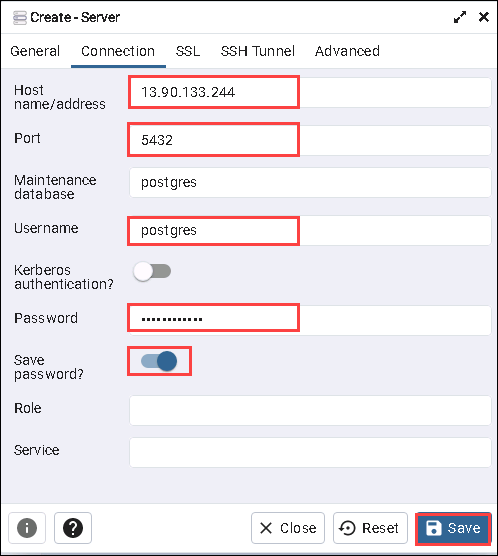 Create - Server
General Connection SSL SSH Tunnel Advanced
Host name/address
13.90.133.244
Port
5432
Maintenance database
postgres
Username
postgres
Kerberos authentication?
Password
••••••••••••
Save password?
Role
Service
Close Reset Save